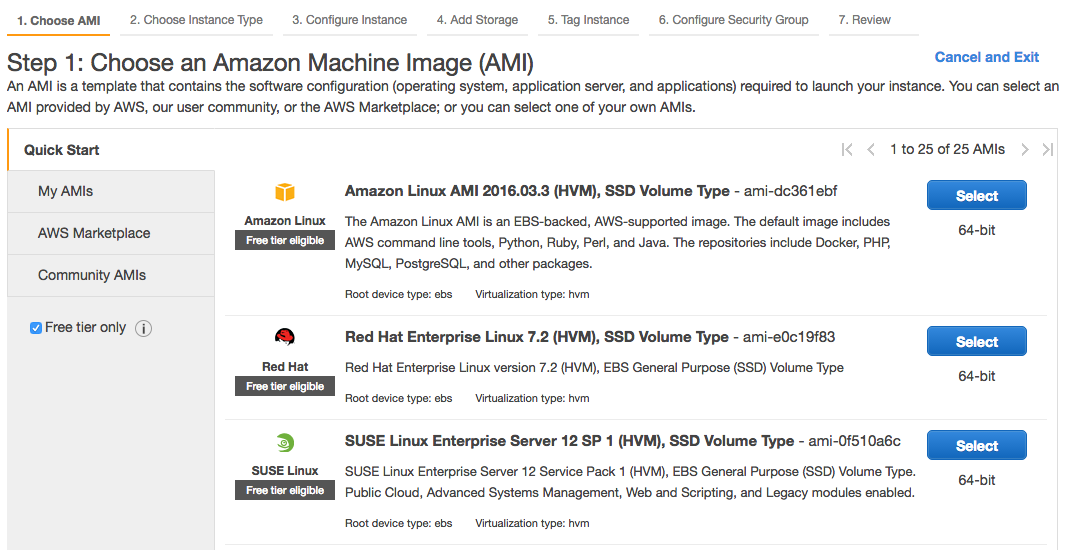 1. Choose AMI 2. Choose Instance Type 3. Configure Instance 4. Add Storage 5. Tag Instance 6. Configure Security Group 7. Review
Step 1: Choose an Amazon Machine Image (AMI)
Cancel and Exit
An AMI is a template that contains the software configuration (operating system, application server, and applications) required to launch your instance. You can select an
AMI provided by AWS, our user community, or the AWS Marketplace; or you can select one of your own AMIs.
Quick Start
1 to 25 of 25 AMIs
My AMIs
AWS Marketplace
Community AMIs
Free tier only
Amazon Linux
Free tier eligible
Amazon Linux AMI 2016.03.3 (HVM), SSD Volume Type - ami-dc361ebf
The Amazon Linux AMI is an EBS-backed, AWS-supported image. The default image includes
AWS command line tools, Python, Ruby, Perl, and Java. The repositories include Docker, PHP,
MySQL, PostgreSQL, and other packages.
Root device type: ebs Virtualization type: hvm
Select
64-bit
Red Hat
Free tier eligible
Red Hat Enterprise Linux 7.2 (HVM), SSD Volume Type - ami-e0c19f83
Red Hat Enterprise Linux version 7.2 (HVM), EBS General Purpose (SSD) Volume Type
Root device type: ebs Virtualization type: hvm
Select
64-bit
SUSE Linux
Free tier eligible
SUSE Linux Enterprise Server 12 SP 1 (HVM), SSD Volume Type - ami-0f510a6c
SUSE Linux Enterprise Server 12 Service Pack 1 (HVM), EBS General Purpose (SSD) Volume Type.
Public Cloud, Advanced Systems Management, Web and Scripting, and Legacy modules enabled.
Root device type: ebs Virtualization type: hvm
Select
64-bit